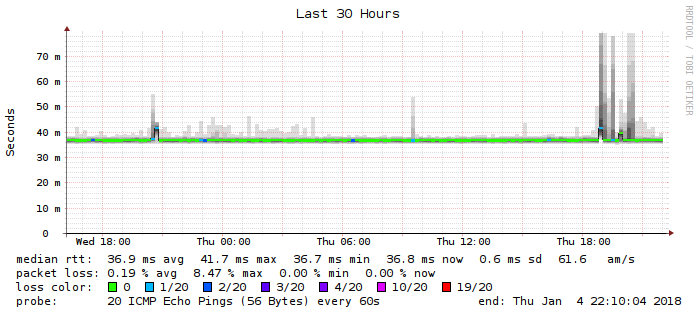 Last 30 Hours
RRDTOOL / TOBI OETIKER
Seconds
70 m
60 m
50 m
40 m
30 m
20 m
10 m
0
Wed 18:00 Thu 00:00 Thu 06:00 Thu 12:00 Thu 18:00
median rtt: 36.9 ms avg 41.7 ms max 36.7 ms min 36.8 ms now 0.6 ms sd 61.6 am/s
packet loss: 0.19 % avg 8.47 % max 0.00 % min 0.00 % now
loss color: 0 1/20 2/20 3/20 4/20 10/20 19/20
probe: 20 ICMP Echo Pings (56 Bytes) every 60s end: Thu Jan 4 22:10:04 2018